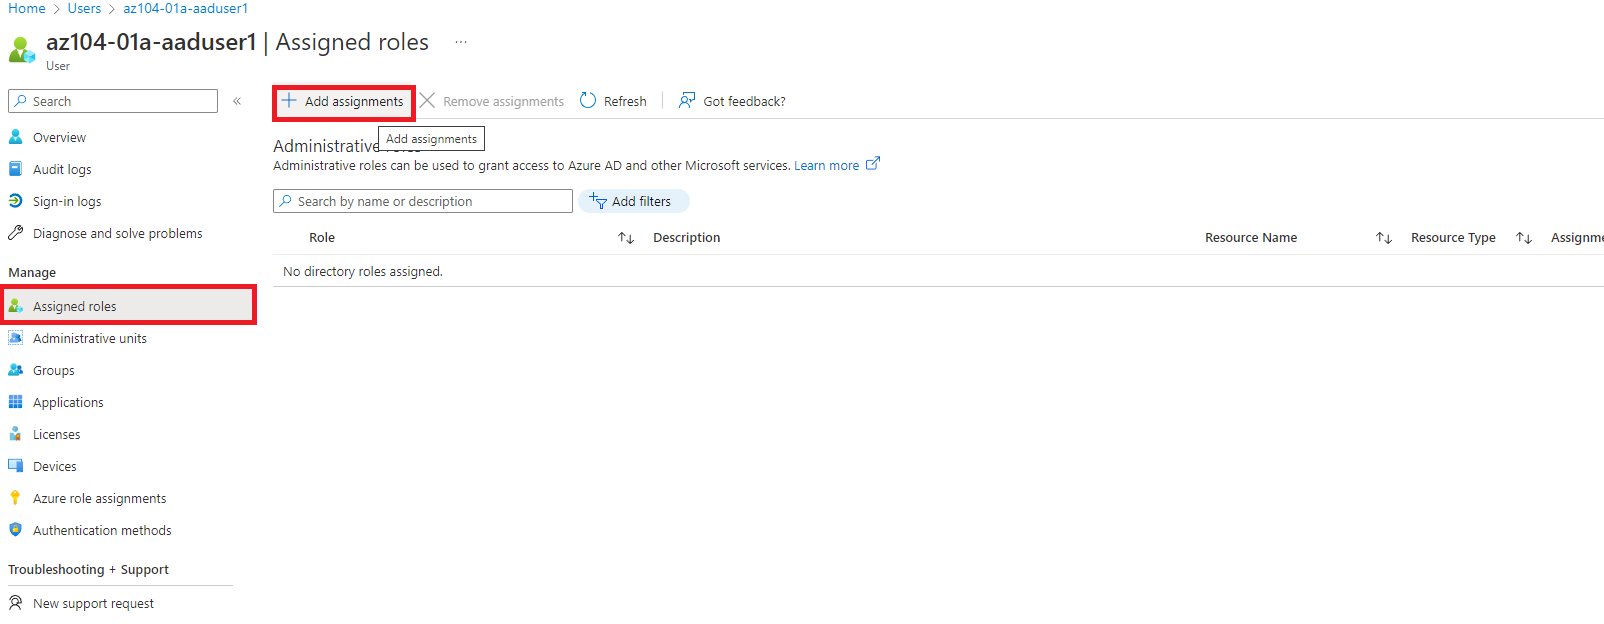 Home > Users > az104-01a-aaduser1
az104-01a-aaduser1 | Assigned roles ...
User
Search «
Add assignments Remove assignments Refresh Got feedback?
Add assignments
Administrative
Administrative roles can be used to grant access to Azure AD and other Microsoft services. Learn more
Search by name or description Add filters
Role Description Resource Name Resource Type Assignme
No directory roles assigned.
Overview
Audit logs
Sign-in logs
Diagnose and solve problems
Manage
Assigned roles
Administrative units
Groups
Applications
Licenses
Devices
Azure role assignments
Authentication methods
Troubleshooting + Support
New support request